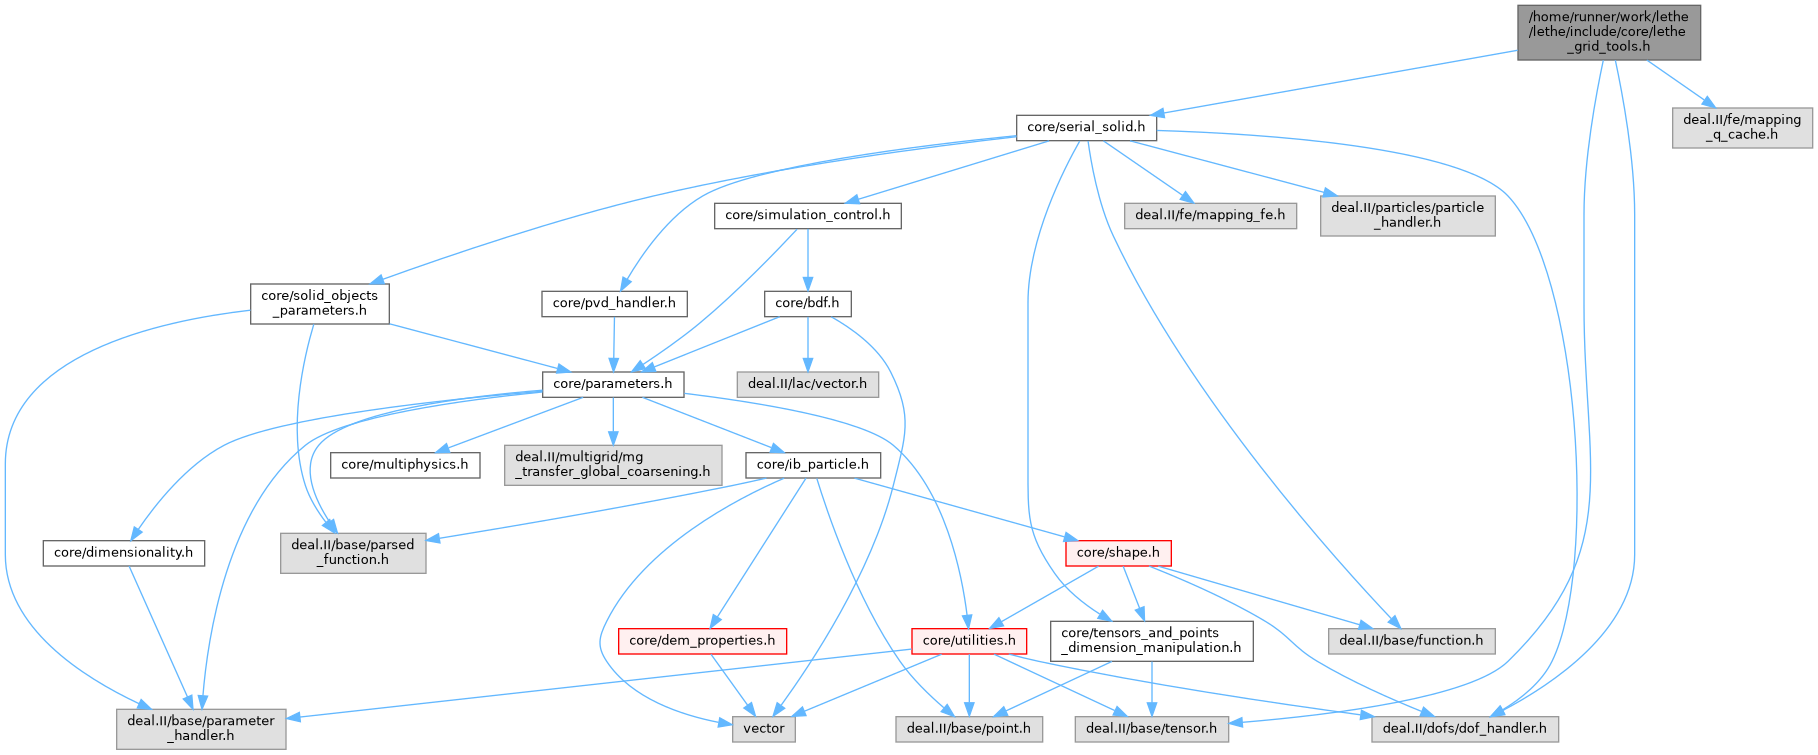 /home/runner/work/lethe
/lethe/include/core/lethe
_grid_tools.h
core/serial_solid.h
deal.II/fe/mapping
_q_cache.h
core/simulation_control.h
deal.II/fe/mapping_fe.h
deal.II/particles/particle
_handler.h
core/solid_objects
_parameters.h
core/pvd_handler.h
core/bdf.h
core/parameters.h
deal.II/lac/vector.h
core/multiphysics.h
deal.II/multigrid/mg
_transfer_global_coarsening.h
core/ib_particle.h
core/dimensionality.h
deal.II/base/parsed
_function.h
core/shape.h
core/dem_properties.h
core/utilities.h
core/tensors_and_points
_dimension_manipulation.h
deal.II/base/function.h
deal.II/base/parameter
_handler.h
vector
deal.II/base/point.h
deal.II/base/tensor.h
deal.II/dofs/dof_handler.h